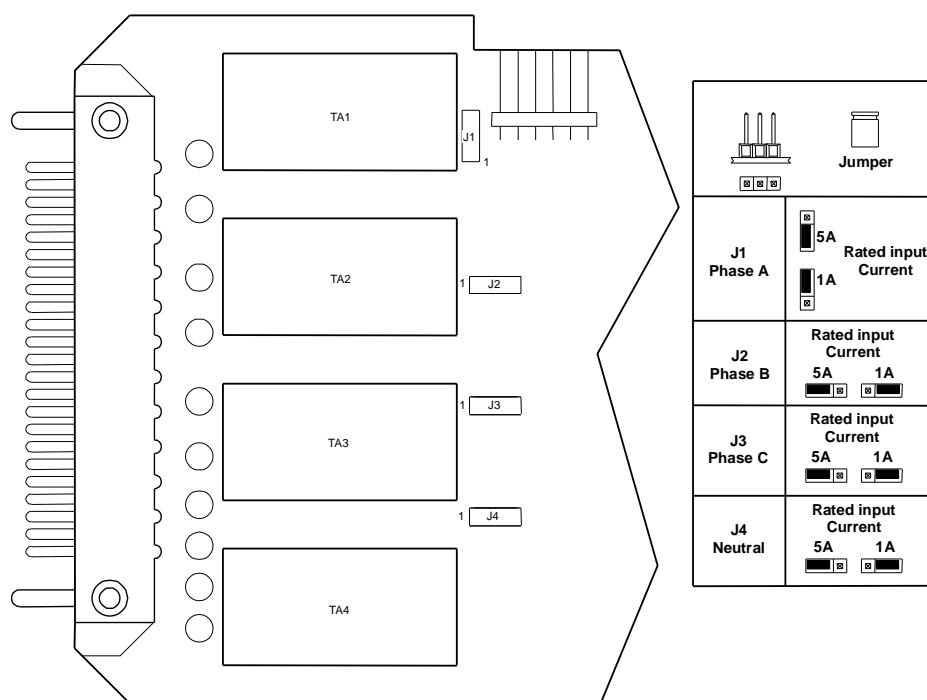 TA1
J1
1
TA2
1 J2
1 J3
TA3
1 J4
TA4
Jumper
J1
Phase A
5A
1A
Rated input
Current
J2
Phase B
Rated input
Current
5A 1A
J3
Phase C
Rated input
Current
5A 1A
J4
Neutral
Rated input
Current
5A 1A